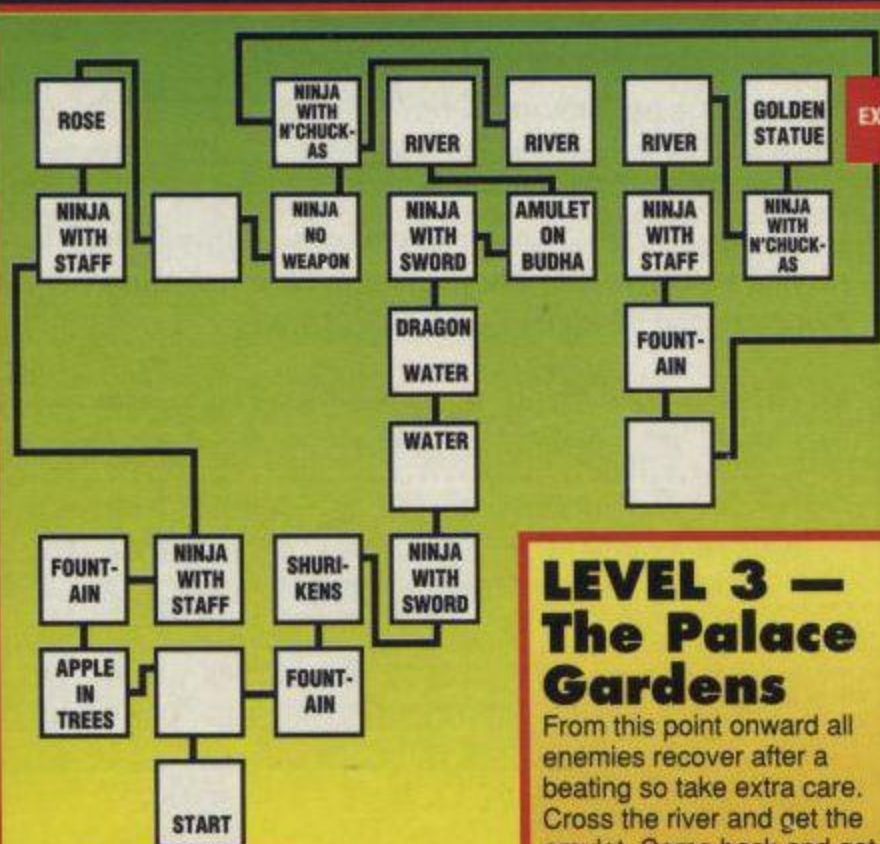 ROSE
NINJA
WITH
N'CHUCK-
AS
RIVER
RIVER
RIVER
GOLDEN
STATUE
EX
NINJA
WITH
STAFF
NINJA
NO
WEAPON
NINJA
WITH
SWORD
AMULET
ON
BUDHA
NINJA
WITH
STAFF
NINJA
WITH
N'CHUCK-
AS
DRAGON
WATER
FOUNT-
AIN
WATER
FOUNT-
AIN
NINJA
WITH
STAFF
SHURI-
KENS
NINJA
WITH
SWORD
APPLE
IN
TREES
FOUNT-
AIN
START
LEVEL 3 —
The Palace
Gardens
From this point onward all
enemies recover after a
beating so take extra care.
Cross the river and get the